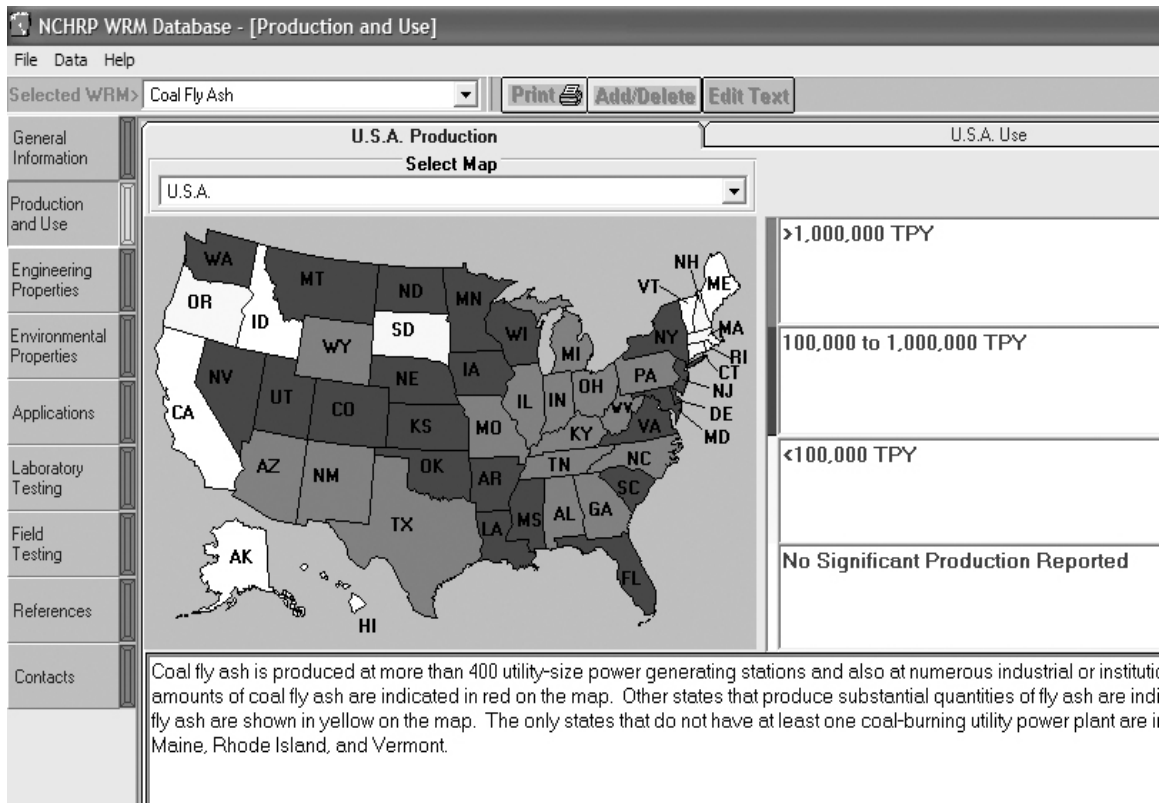 NCHRP WRM Database - [Production and Use]
File Data Help
Selected WRM> Coal Fly Ash Print Add/Delete Edit Text
General
Information
Production
and Use
Engineering
Properties
Environmental
Properties
Applications
Laboratory
Testing
Field
Testing
References
Contacts
U.S.A. Production
U.S.A. Use
Select Map
U.S.A.
WA
MT
ND
MN
OR
ID
SD
WI
WY
MI
VT
NH
ME
NY
MA
RI
CT
NJ
DE
MD
NV
UT
CO
NE
IA
IL
IN
OH
PA
CA
KS
MO
KY
WV
VA
AZ
NM
OK
AR
TN
NC
SC
TX
LA
MS
AL
GA
FL
AK
HI
>1,000,000 TPY
100,000 to 1,000,000 TPY
<100,000 TPY
No Significant Production Reported
Coal fly ash is produced at more than 400 utility-size power generating stations and also at numerous industrial or institutio
amounts of coal fly ash are indicated in red on the map. Other states that produce substantial quantities of fly ash are indi
fly ash are shown in yellow on the map. The only states that do not have at least one coal-burning utility power plant are i
Maine, Rhode Island, and Vermont.